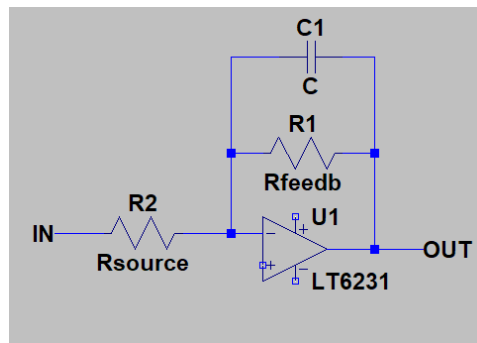 C1
C
R1
Rfeedb
R2
U1
IN
Rsource
-
+
+
-
OUT
LT6231